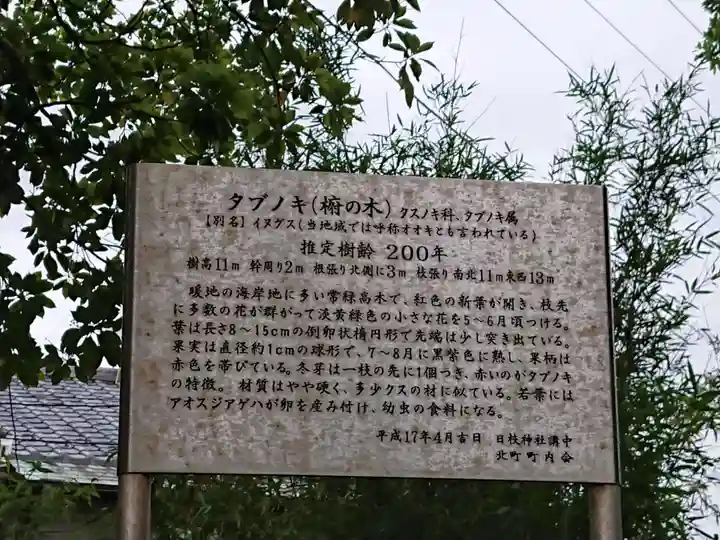 タブノキ(椨の木) クスノキ科、タブノキ属
【別名】イヌグス(当地域では呼称オオキとも言われている)
推定樹齢 200年
樹高11m 幹周り2m 根張り北側に3m 枝張り南北11m東西13m
暖地の海岸地に多い常緑高木で、紅色の新葉が開き、枝先
に多数の花が群がって淡黄緑色の小さな花を5～6月頃つける。
葉は長さ8～15cmの倒卵状楕円形で先端は少し突き出ている。
果実は直径約1cmの球形で、7～8月に黒紫色に熟し、果柄は
赤色を帯びている。冬芽は一枝の先に1個つき、赤いのがタブノキ
の特徴。 材質はやや硬く、多少クスの材に似ている。若葉には
アオスジアゲハが卵を産み付け、幼虫の食料になる。
平成17年4月吉日 日枝神社講中
北町町内会